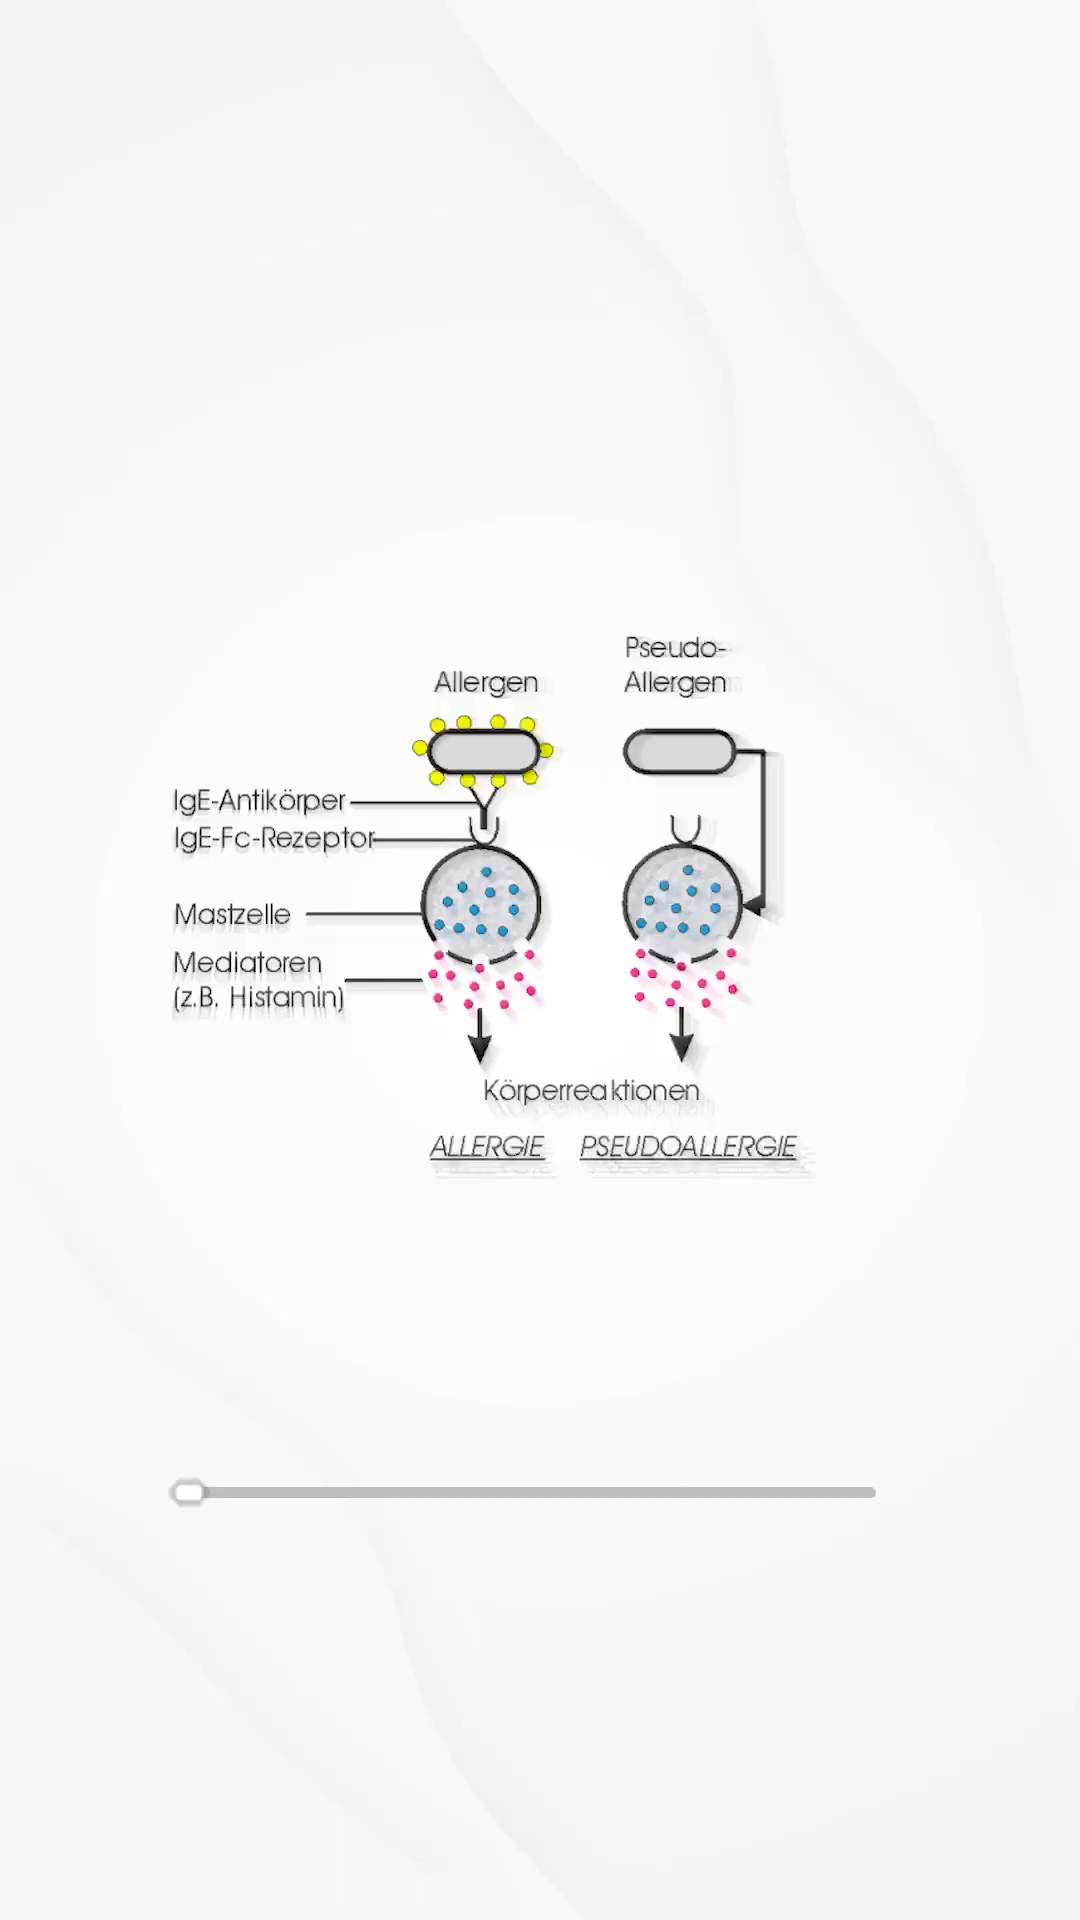 Pseudo-
Allergen
Allergen
IgE-Antikörper
IgE-Fc-Rezeptor
Mastzelle
Mediatoren
(z.B. Histamin)
Körperreaktionen
ALLERGIE
PSEUDOALLERGIE